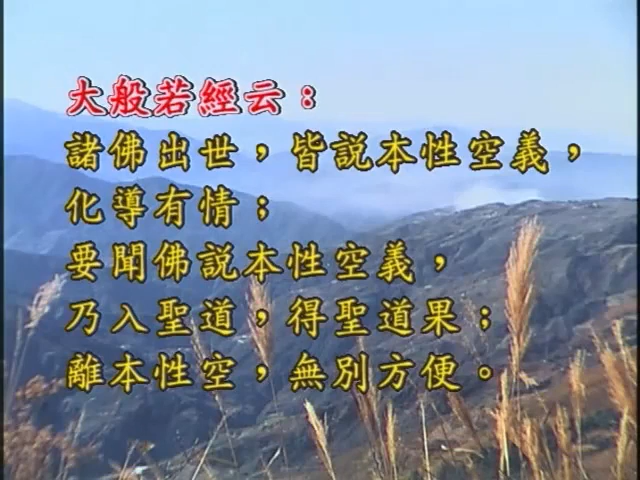 大般若經云：
諸佛出世，皆說本性空義，
化導有情；
要聞佛說本性空義，
乃入聖道，得聖道果；
離本性空，無別方便。